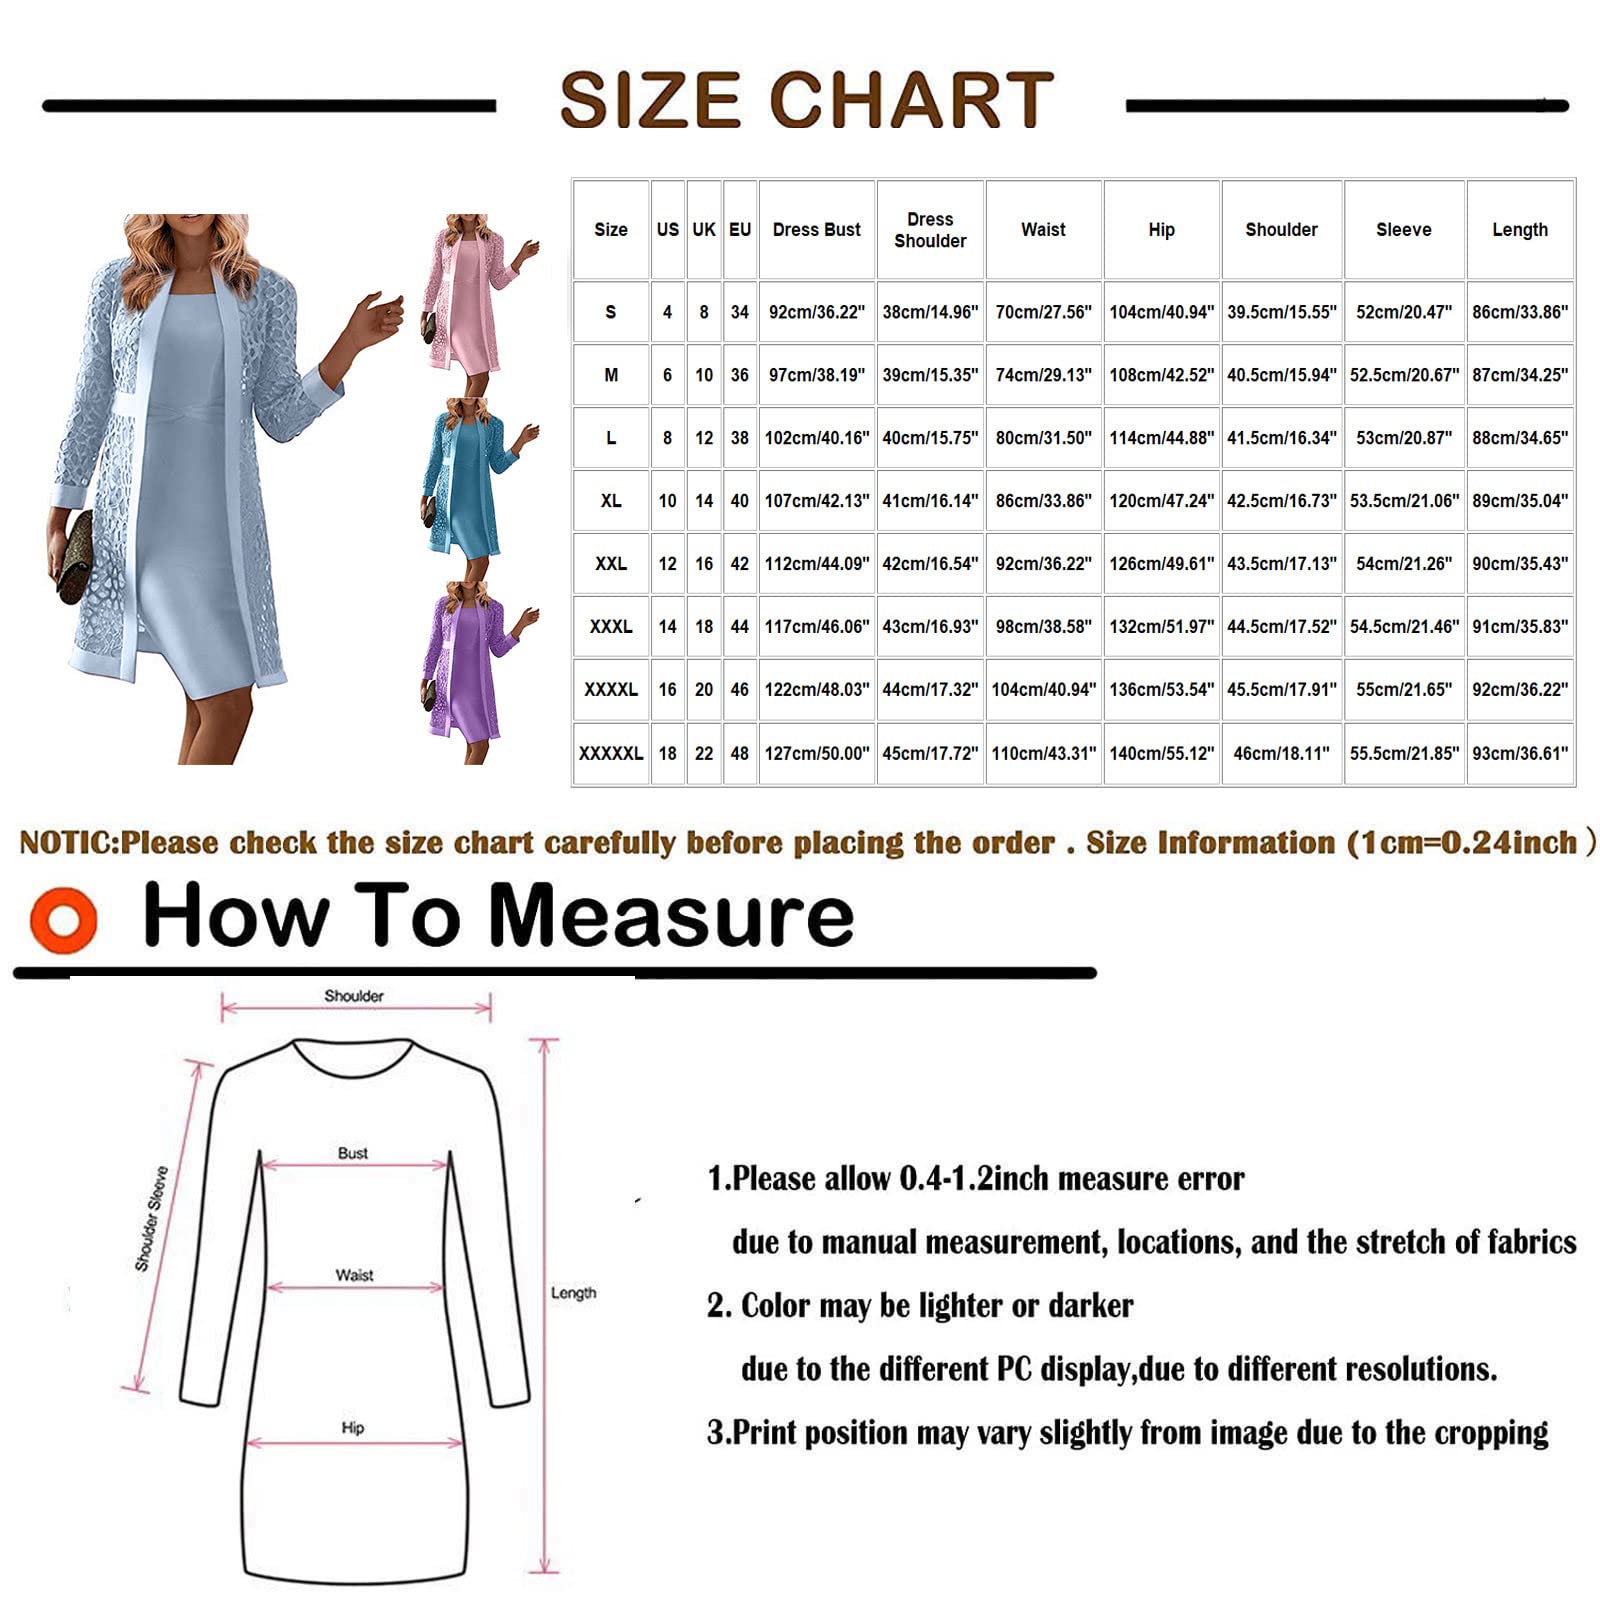 SIZE CHART
Size US UK EU Dress Bust Dress Shoulder Waist Hip Shoulder Sleeve Length
S 4 8 34 92cm/36.22" 38cm/14.96" 70cm/27.56" 104cm/40.94" 39.5cm/15.55" 52cm/20.47" 86cm/33.86"
M 6 10 36 97cm/38.19" 39cm/15.35" 74cm/29.13" 108cm/42.52" 40.5cm/15.94" 52.5cm/20.67" 87cm/34.25"
L 8 12 38 102cm/40.16" 40cm/15.75" 80cm/31.50" 114cm/44.88" 41.5cm/16.34" 53cm/20.87" 88cm/34.65"
XL 10 14 40 107cm/42.13" 41cm/16.14" 86cm/33.86" 120cm/47.24" 42.5cm/16.73" 53.5cm/21.06" 89cm/35.04"
XXL 12 16 42 112cm/44.09" 42cm/16.54" 92cm/36.22" 126cm/49.61" 43.5cm/17.13" 54cm/21.26" 90cm/35.43"
XXXL 14 18 44 117cm/46.06" 43cm/16.93" 98cm/38.58" 132cm/51.97" 44.5cm/17.52" 54.5cm/21.46" 91cm/35.83"
XXXXL 16 20 46 122cm/48.03" 44cm/17.32" 104cm/40.94" 136cm/53.54" 45.5cm/17.91" 55cm/21.65" 92cm/36.22"
XXXXXL 18 22 48 127cm/50.00" 45cm/17.72" 110cm/43.31" 140cm/55.12" 46cm/18.11" 55.5cm/21.85" 93cm/36.61"
NOTIC:Please check the size chart carefully before placing the order . Size Information (1cm=0.24inch )
How To Measure
Shoulder
Bust
Shoulder Sleeve
Waist
Length
Hip
1.Please allow 0.4-1.2inch measure error
due to manual measurement, locations, and the stretch of fabrics
2. Color may be lighter or darker
due to the different PC display,due to different resolutions.
3.Print position may vary slightly from image due to the cropping